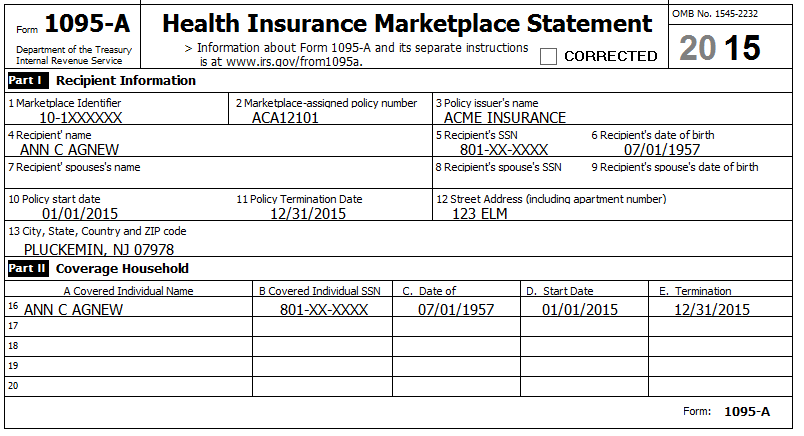 Form 1095-A
Department of the Treasury
Internal Revenue Service
Health Insurance Marketplace Statement
> Information about Form 1095-A and its separate instructions
is at www.irs.gov/from1095a.
CORRECTED
OMB No. 1545-2232
2015
Part I Recipient Information
1 Marketplace Identifier 2 Marketplace-assigned policy number 3 Policy issuer's name
10-1XXXXXX ACA12101 ACME INSURANCE
4 Recipient' name 5 Recipient's SSN 6 Recipient's date of birth
ANN C AGNEW 801-XX-XXXX 07/01/1957
7 Recipient' spouses's name 8 Recipient's spouse's SSN 9 Recipient's spouse's date of birth
10 Policy start date 11 Policy Termination Date 12 Street Address (including apartment number)
01/01/2015 12/31/2015 123 ELM
13 City, State, Country and ZIP code
PLUCKEMIN, NJ 07978
Part II Coverage Household
A Covered Individual Name B Covered Individual SSN C. Date of D. Start Date E. Termination
16 ANN C AGNEW 801-XX-XXXX 07/01/1957 01/01/2015 12/31/2015
17
18
19
20
Form: 1095-A